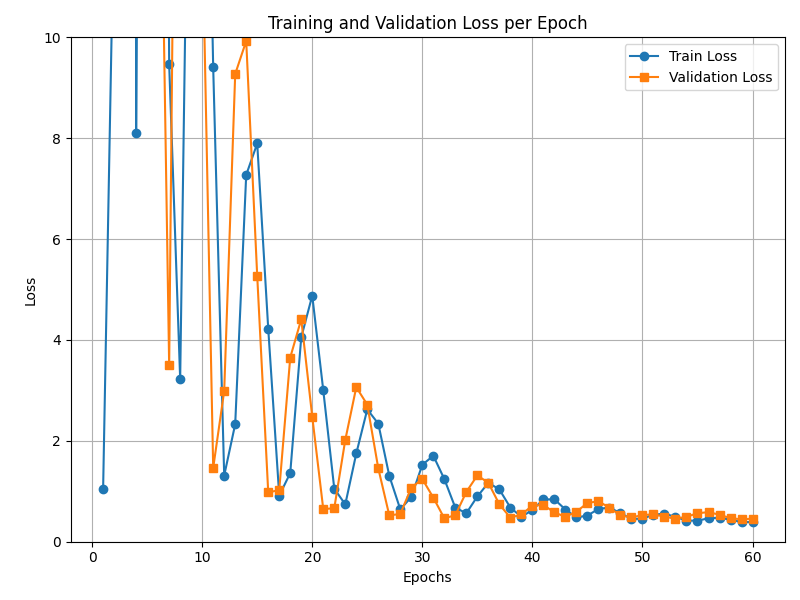 Training and Validation Loss per Epoch
10
8
6
4
2
0
Loss
Train Loss
Validation Loss
0 10 20 30 40 50 60
Epochs